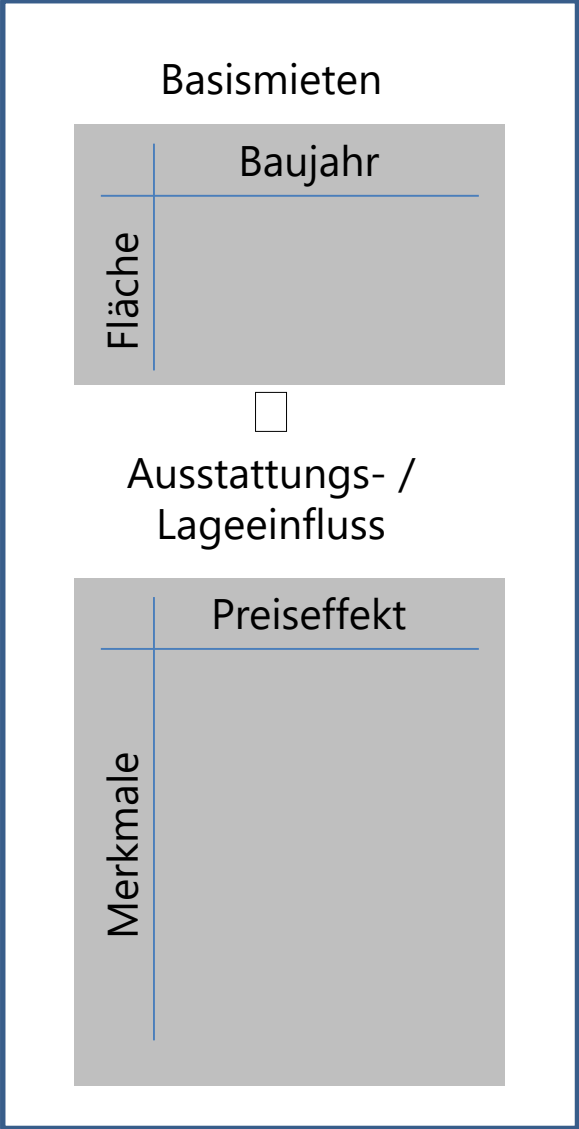 Basismieten
Baujahr
Fläche
Ausstattungs- /
Lageeinfluss
Preiseffekt
Merkmale